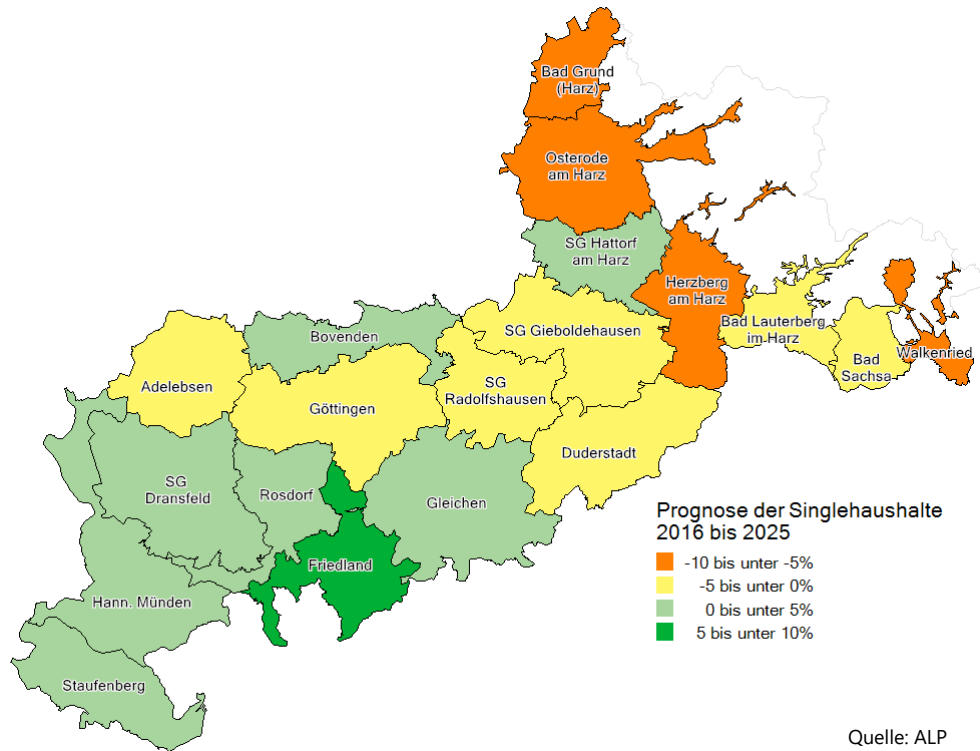 Bad Grund
(Harz)
Osterode
am Harz
SG Hattorf
am Harz
Herzberg
am Harz
Bad Lauterberg
im Harz
Bad
Sachsa
Walkenried
SG Gieboldehausen
Bovenden
Adelebsen
Göttingen
SG
Radolfshausen
Duderstadt
SG
Dransfeld
Rosdorf
Gleichen
Friedland
Hann. Münden
Staufenberg
Prognose der Singlehaushalte
2016 bis 2025
-10 bis unter -5%
-5 bis unter 0%
0 bis unter 5%
5 bis unter 10%
Quelle: ALP